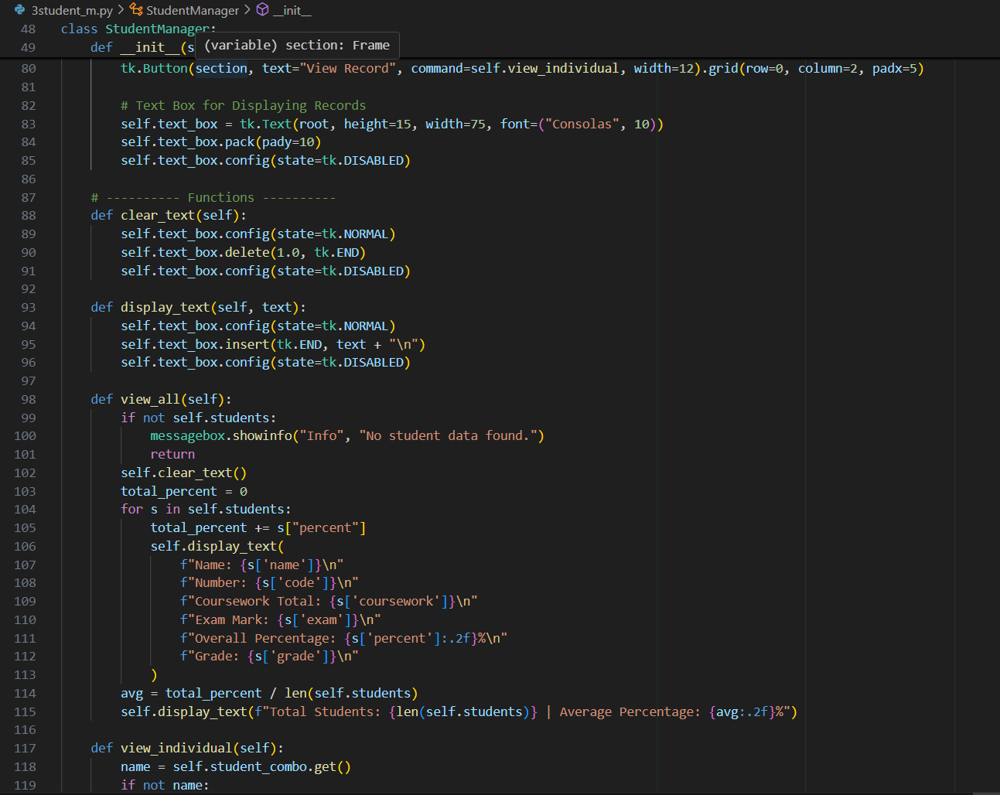 3student_m.py > StudentManager > __init__
48 class StudentManager:
49 def __init__(s
(variable) section: Frame
80 tk.Button(section, text="View Record", command=self.view_individual, width=12).grid(row=0, column=2, padx=5)
81
82 # Text Box for Displaying Records
83 self.text_box = tk.Text(root, height=15, width=75, font=("Consolas", 10))
84 self.text_box.pack(pady=10)
85 self.text_box.config(state=tk.DISABLED)
86
87 # ---------- Functions ----------
88 def clear_text(self):
89 self.text_box.config(state=tk.NORMAL)
90 self.text_box.delete(1.0, tk.END)
91 self.text_box.config(state=tk.DISABLED)
92
93 def display_text(self, text):
94 self.text_box.config(state=tk.NORMAL)
95 self.text_box.insert(tk.END, text + "\n")
96 self.text_box.config(state=tk.DISABLED)
97
98 def view_all(self):
99 if not self.students:
100 messagebox.showinfo("Info", "No student data found.")
101 return
102 self.clear_text()
103 total_percent = 0
104 for s in self.students:
105 total_percent += s["percent"]
106 self.display_text(
107 f"Name: {s['name']}\n"
108 f"Number: {s['code']}\n"
109 f"Coursework Total: {s['coursework']}\n"
110 f"Exam Mark: {s['exam']}\n"
111 f"Overall Percentage: {s['percent']:.2f}%\n"
112 f"Grade: {s['grade']}\n"
113 )
114 avg = total_percent / len(self.students)
115 self.display_text(f"Total Students: {len(self.students)} | Average Percentage: {avg:.2f}%")
116
117 def view_individual(self):
118 name = self.student_combo.get()
119 if not name: